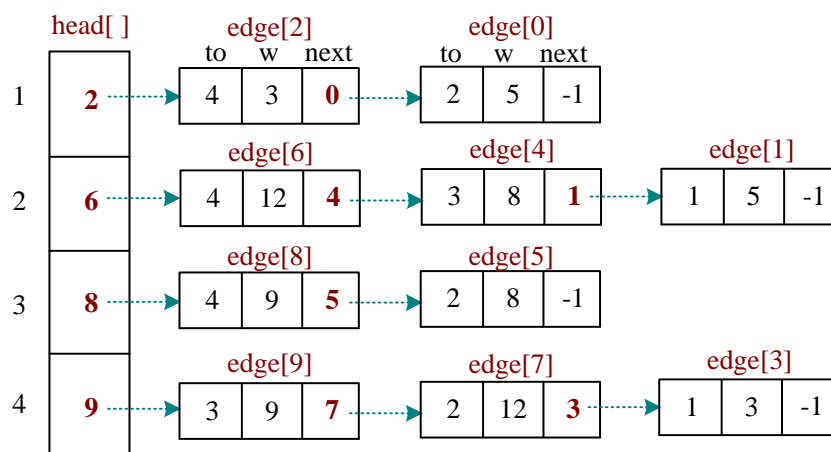 head[ ] edge[2] edge[0]
to w next to w next
1 2 4 3 0 2 5 -1
edge[6] edge[4] edge[1]
2 6 4 12 4 3 8 1 1 5 -1
edge[8] edge[5]
3 8 4 9 5 2 8 -1
edge[9] edge[7] edge[3]
4 9 3 9 7 2 12 3 1 3 -1